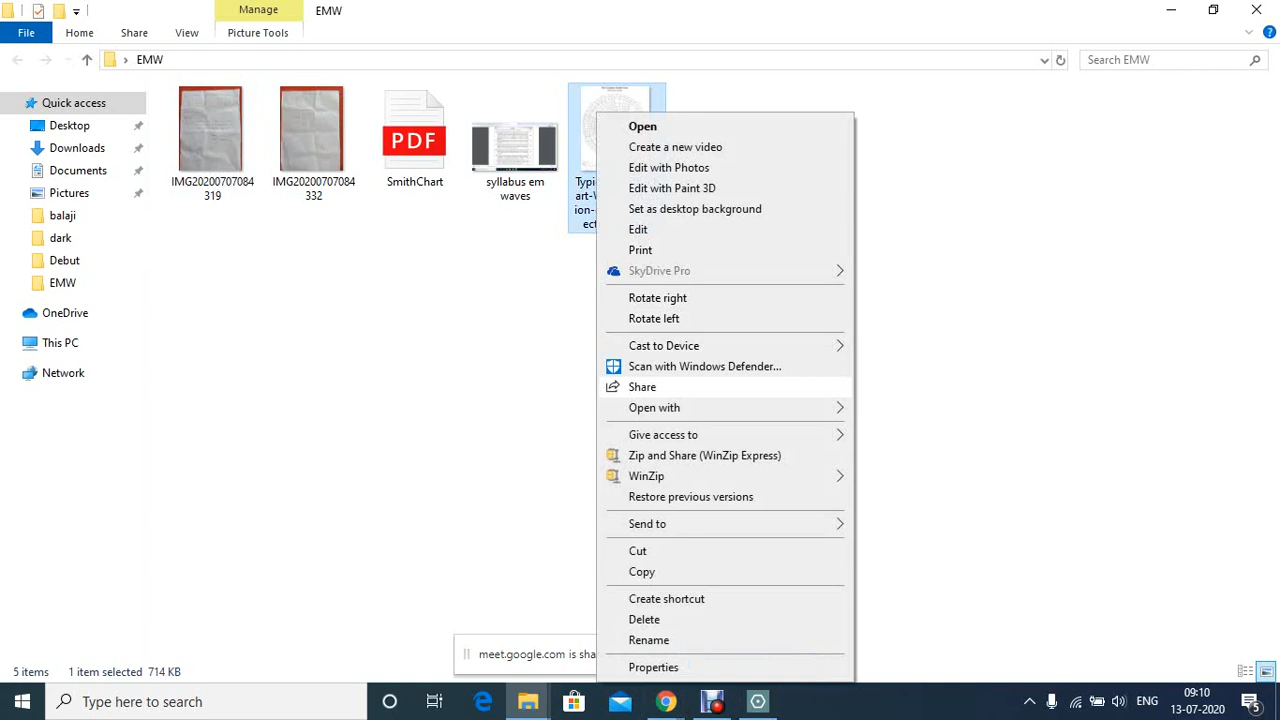 Manage
EMW
File
Home
Share
View
Picture Tools
EMW
Search EMW
Quick access
Desktop
Downloads
Documents
Pictures
balaji
dark
Debut
EMW
OneDrive
This PC
Network
IMG20200707084
319
IMG20200707084
332
PDF
SmithChart
syllabus em
waves
Open
Create a new video
Edit with Photos
Edit with Paint 3D
Set as desktop background
Edit
Print
SkyDrive Pro
Rotate right
Rotate left
Cast to Device
Scan with Windows Defender...
Share
Open with
Give access to
Zip and Share (WinZip Express)
WinZip
Restore previous versions
Send to
Cut
Copy
Create shortcut
Delete
Rename
Properties
meet.google.com is sha
5 items
1 item selected 714 KB
Type here to search
ENG
09:10
13-07-2020
5